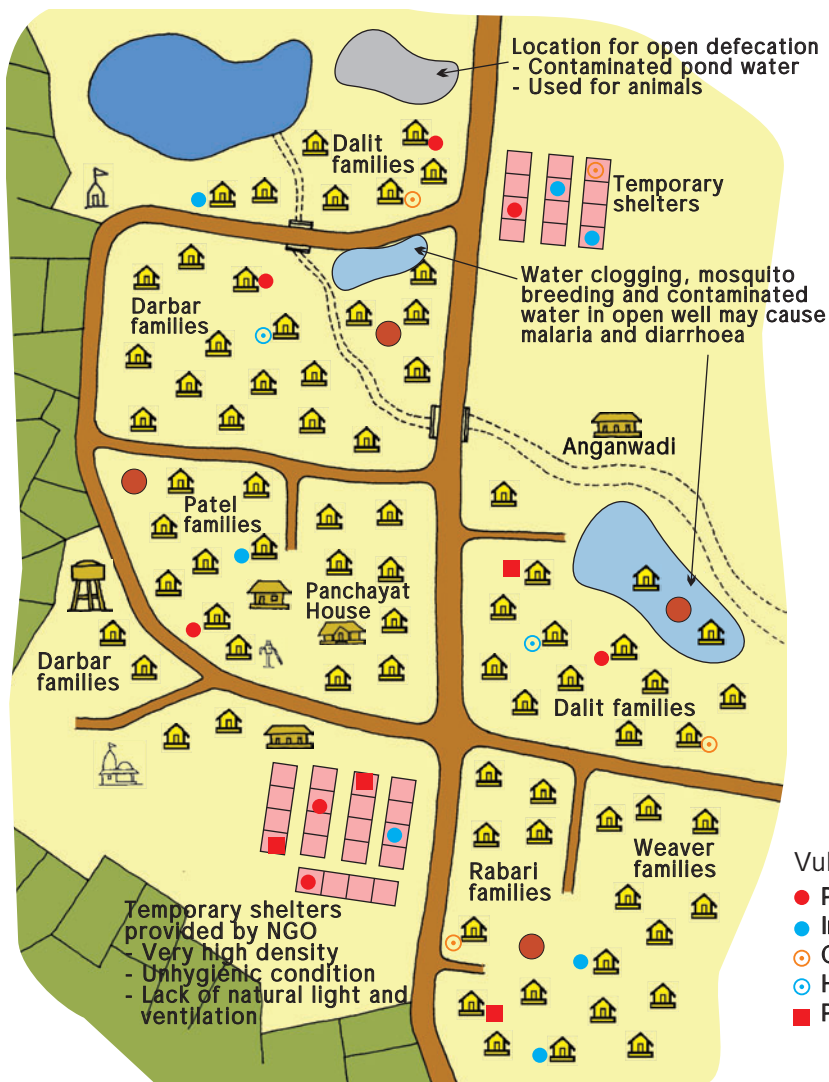 Location for open defecation
- Contaminated pond water
- Used for animals
Dalit
families
Temporary
shelters
Water clogging, mosquito
breeding and contaminated
water in open well may cause
malaria and diarrhoea
Darbar
families
Anganwadi
Patel
families
Panchayat
House
Darbar
families
Dalit families
Rabari
families
Weaver
families
Temporary shelters
provided by NGO
- Very high density
- Unhygienic condition
- Lack of natural light and
ventilation